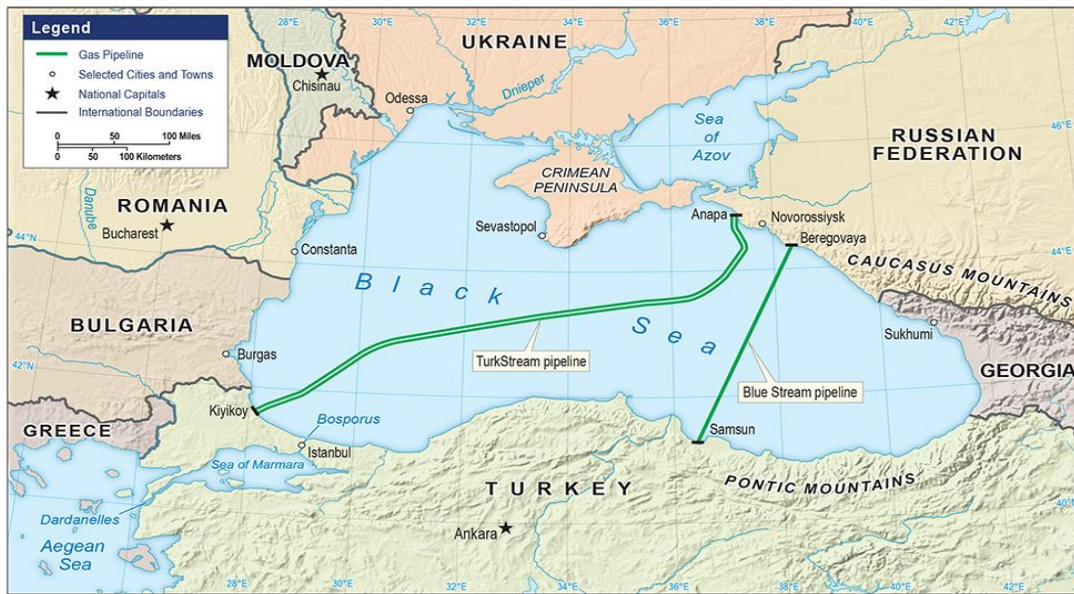 Legend
Gas Pipeline
Selected Cities and Towns
National Capitals
International Boundaries
0 50 100 Miles
0 50 100 Kilometers
28°E 30°E 32°E 34°E 36°E 38°E 40°E 42°E
UKRAINE
MOLDOVA
Chisinau
Dnieper
Odessa
Sea
of
Azov
46°E
46°N
RUSSIAN
FEDERATION
CRIMEAN
PENINSULA
Danube
ROMANIA
Bucharest
Anapa
Novorossiysk
Sevastopol
Beregovaya
44°N
44°E
Constanta
CAUCASUS MOUNTAINS
Black
Sea
BULGARIA
Sukhumi
Burgas
TurkStream pipeline
42°N
GEORGIA
Blue Stream pipeline
Kiyikoy
Bosporus
GREECE
Samsun
Istanbul
Sea of Marmara
TURKEY
PONTIC MOUNTAINS
Dardanelles
Ankara
Aegean
Sea
28°E 30°E 32°E 34°E 36°E 38°E 40°E 42°E